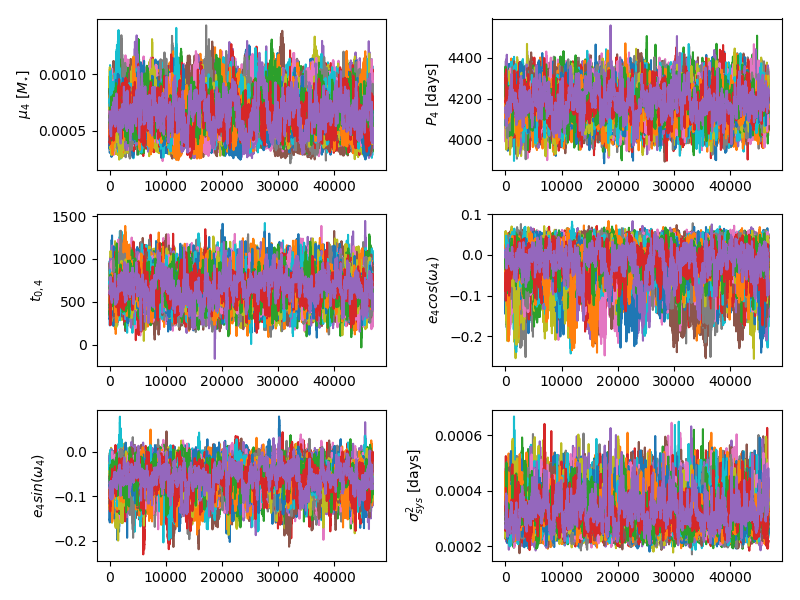 μ₄ [M⋆]
0.0010
0.0005
0 10000 20000 30000 40000
P₄ [days]
4400
4200
4000
0 10000 20000 30000 40000
t₀,₄
1500
1000
500
0
0 10000 20000 30000 40000
e₄cos(ω₄)
0.1
0.0
−0.1
−0.2
0 10000 20000 30000 40000
e₄sin(ω₄)
0.0
−0.1
−0.2
0 10000 20000 30000 40000
σ²sys [days]
0.0006
0.0004
0.0002
0 10000 20000 30000 40000